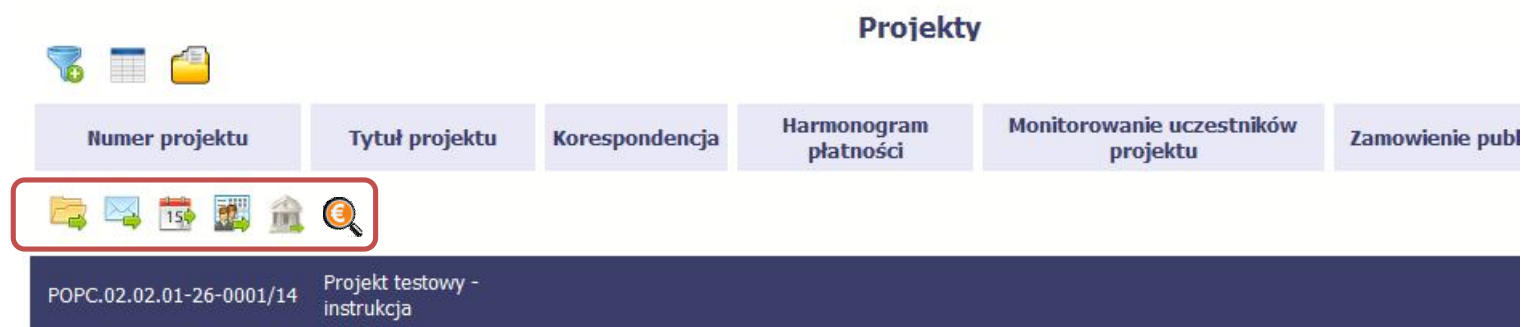 Projekty
Numer projektu
Tytuł projektu
Korespondencja
Harmonogram
płatności
Monitorowanie uczestników
projektu
Zamowienie publ
15
POPC.02.02.01-26-0001/14
Projekt testowy -
instrukcja